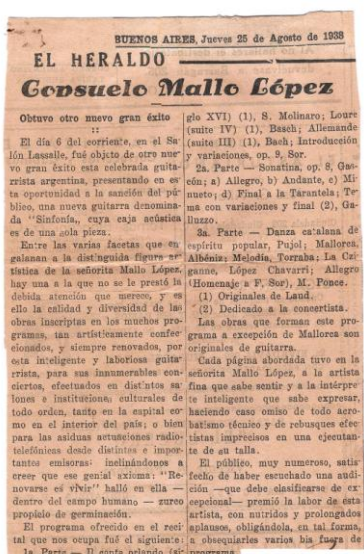 BUENOS AIRES, Jueves 25 de Agosto de 1938
EL HERALDO
Consuelo Mallo López
Obtuvo otro nuevo gran éxito
::
El día 6 del corriente, en el Sa-
lón Lassalle, fué objeto de otro nue-
vo gran éxito esta celebrada guita-
rrista argentina, presentando en es-
ta oportunidad a la sanción del pú-
blico, una nueva guitarra denomina-
da "Sinfonía, cuya caja acústica
es de una sola pieza.
Entre las varias facetas que en-
galanan a la distinguida figura ar-
tística de la señorita Mallo López,
hay una a la que no se le prestó la
debida atención que merece, y es
ello la calidad y diversidad de las
obras inscriptas en los muchos pro-
gramas, tan artísticamente confec-
cionados, y siempre renovados, por
esta inteligente y laboriosa guita-
rrista, para sus innumerables con-
ciertos, efectuados en distintos sa-
lones e instituciones culturales de
todo orden, tanto en la capital co-
mo en el interior del país; o bien
para las asiduas actuaciones radio-
telefónicas desde distintas e impor-
tantes emisoras: inclinándonos a
creer que ese genial axioma: "Re-
novarse es vivir" halló en ella —
dentro del campo humano — surco
propicio de germinación.
El programa ofrecido en el reci-
tal que nos ocupa fué el siguiente:
1a. Parte — El conta orlando (si-
glo XVI) (1), S. Molinaro; Loure
(suite IV) (1), Basch; Allemande
(suite III) (1), Bach; Introducción
y variaciones, op. 9, Sor.
2a. Parte — Sonatina, op. 8, Gas-
cón; a) Allegro, b) Andante, c) Mi-
nueto; d) Final a la Tarantela; Te-
ma con variaciones y final (2), Ga-
lluzzo.
3a. Parte — Danza catalana de
espíritu popular, Pujol; Mallorca,
Albéniz; Melodía, Torraba; La Czi-
ganne, López Chavarri; Allegro
(Homenaje a F, Sor), M. Ponce.
(1) Originales de Laud.
(2) Dedicado a la concertista.
Las obras que forman este pro-
grama a excepción de Mallorca son
originales de guitarra.
Cada página abordada tuvo en la
señorita Mallo López, a la artista
fina que sabe sentir y a la intérpre-
te inteligente que sabe expresar,
haciendo caso omiso de todo acro-
batismo técnico y de rebusques efec-
tistas imprecisos en una ejecutan-
te de su talla.
El público, muy numeroso, satis-
fecho de haber escuchado una audi-
ción —que debe clasificarse de ex-
cepcional— premió la labor de esta
artista, con nutridos y prolongados
aplausos, obligándola, en tal forma,
a obsequiarles varios bis fuera de
programa.